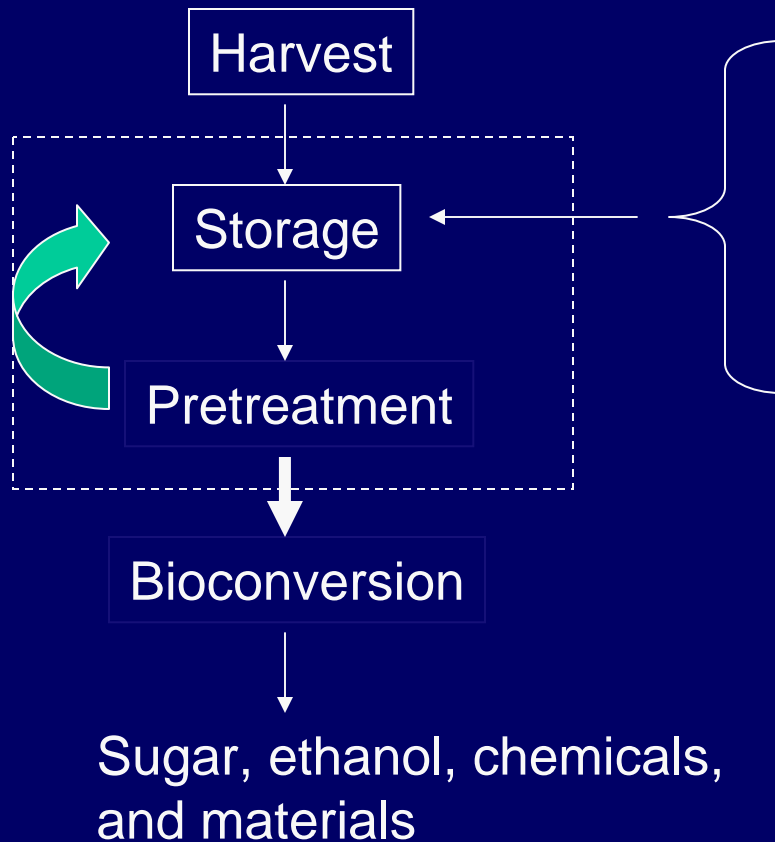 Harvest
Storage
Pretreatment
Bioconversion
Sugar, ethanol, chemicals,
and materials